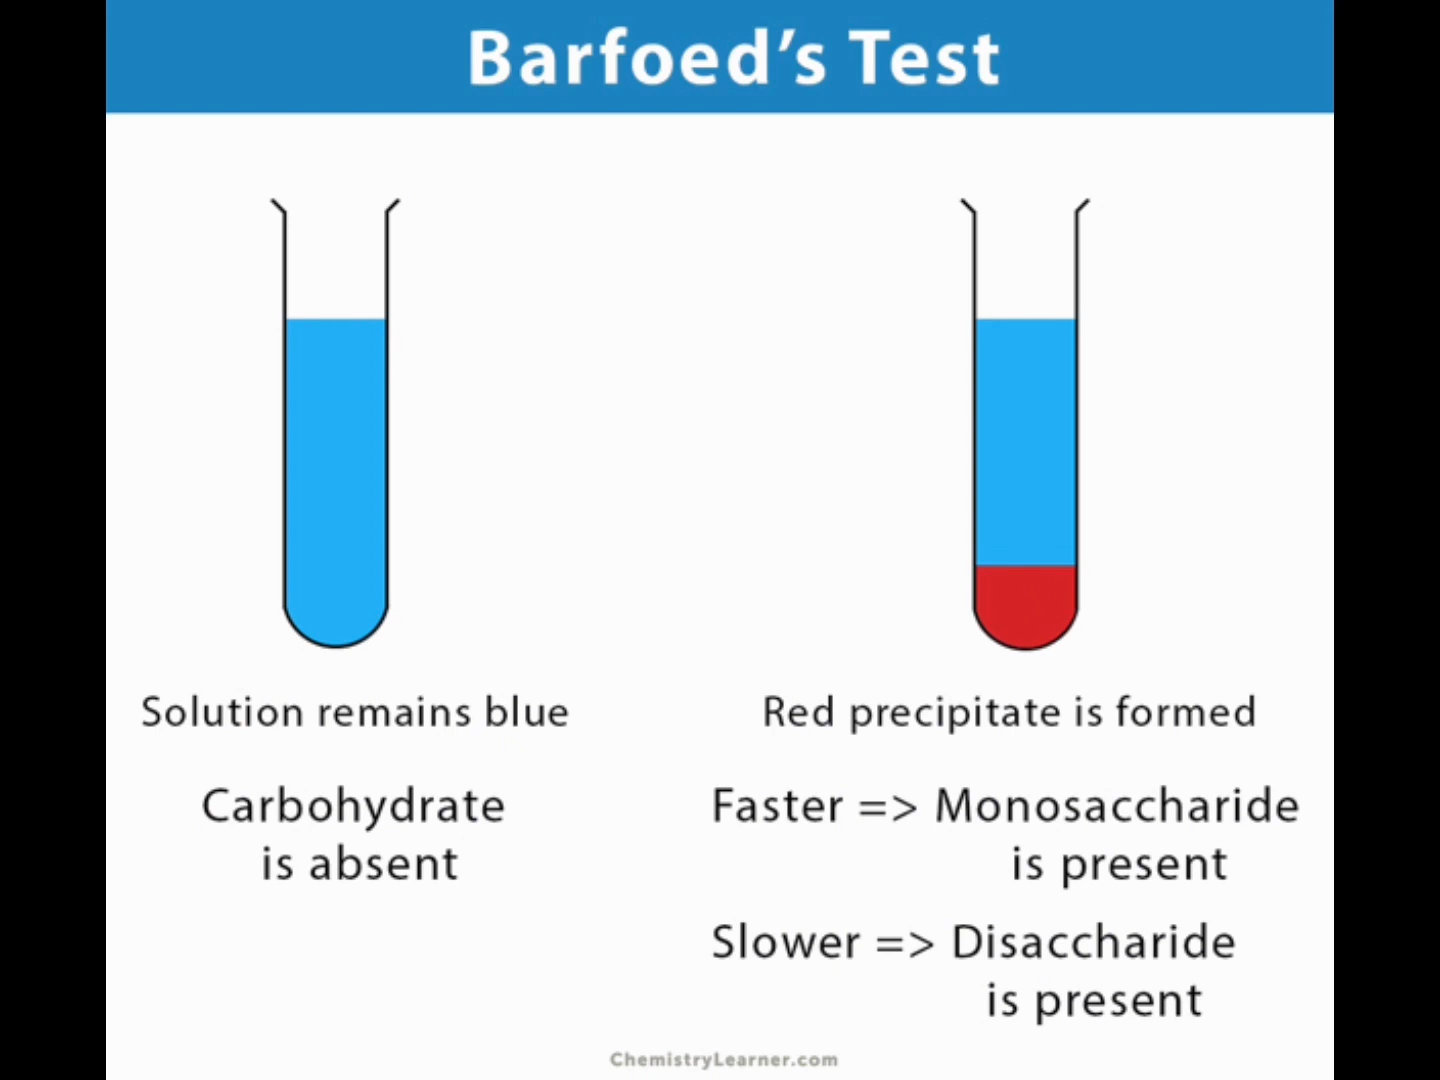 Barfoed’s Test
Solution remains blue
Carbohydrate
is absent
Red precipitate is formed
Faster => Monosaccharide
is present
Slower => Disaccharide
is present
ChemistryLearner.com